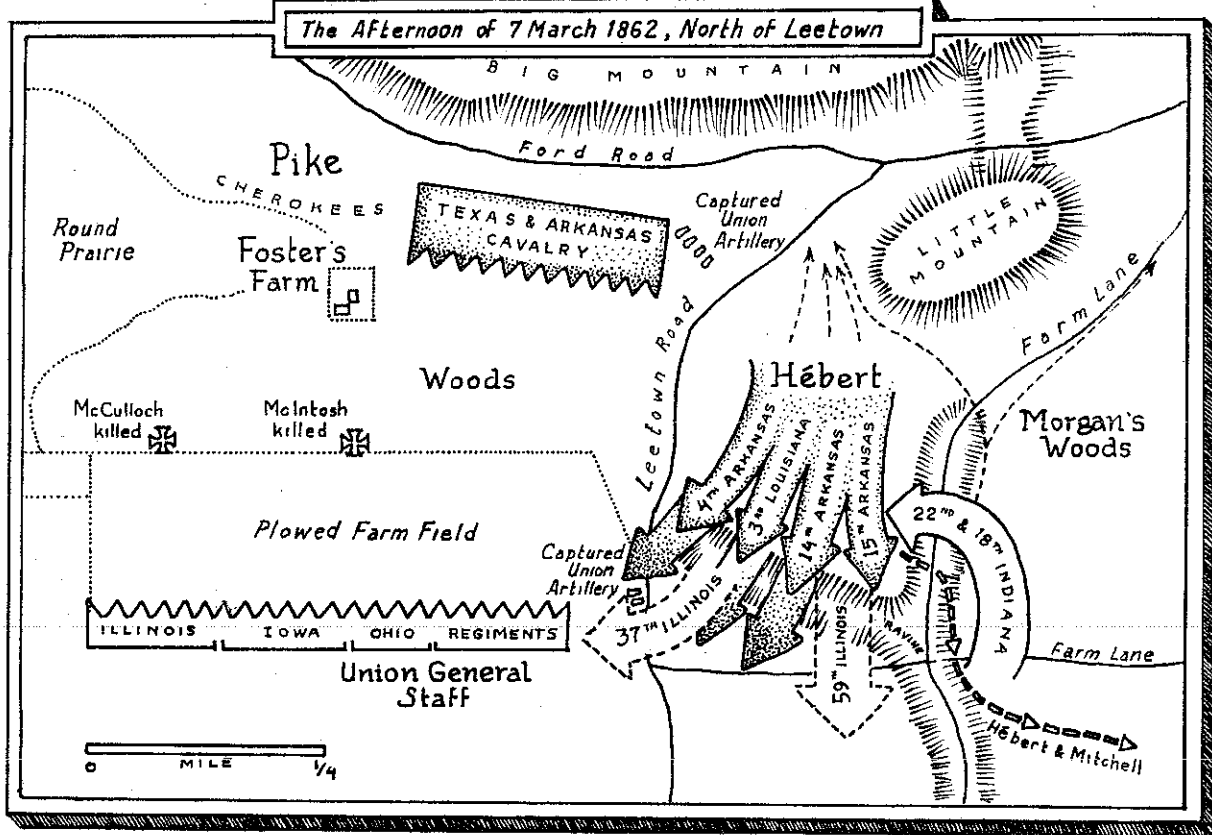 The Afternoon of 7 March 1862, North of Leetown
BIG MOUNTAIN
Ford Road
Pike
CHEROKEES
Round
Prairie
Foster's
Farm
TEXAS & ARKANSAS
CAVALRY
Captured
Union
Artillery
LITTLE
MOUNTAIN
Farm Lane
Leetown Road
Woods
Hébert
McCulloch
killed
McIntosh
killed
Morgan's
Woods
4TH ARKANSAS
3RD LOUISIANA
14TH ARKANSAS
15TH ARKANSAS
22ND & 18TH INDIANA
Plowed Farm Field
Captured
Union
Artillery
37TH ILLINOIS
59TH ILLINOIS
RAVINE
ILLINOIS
IOWA
OHIO
REGIMENTS
Farm Lane
Union General
Staff
Hébert & Mitchell
0 MILE 1/4